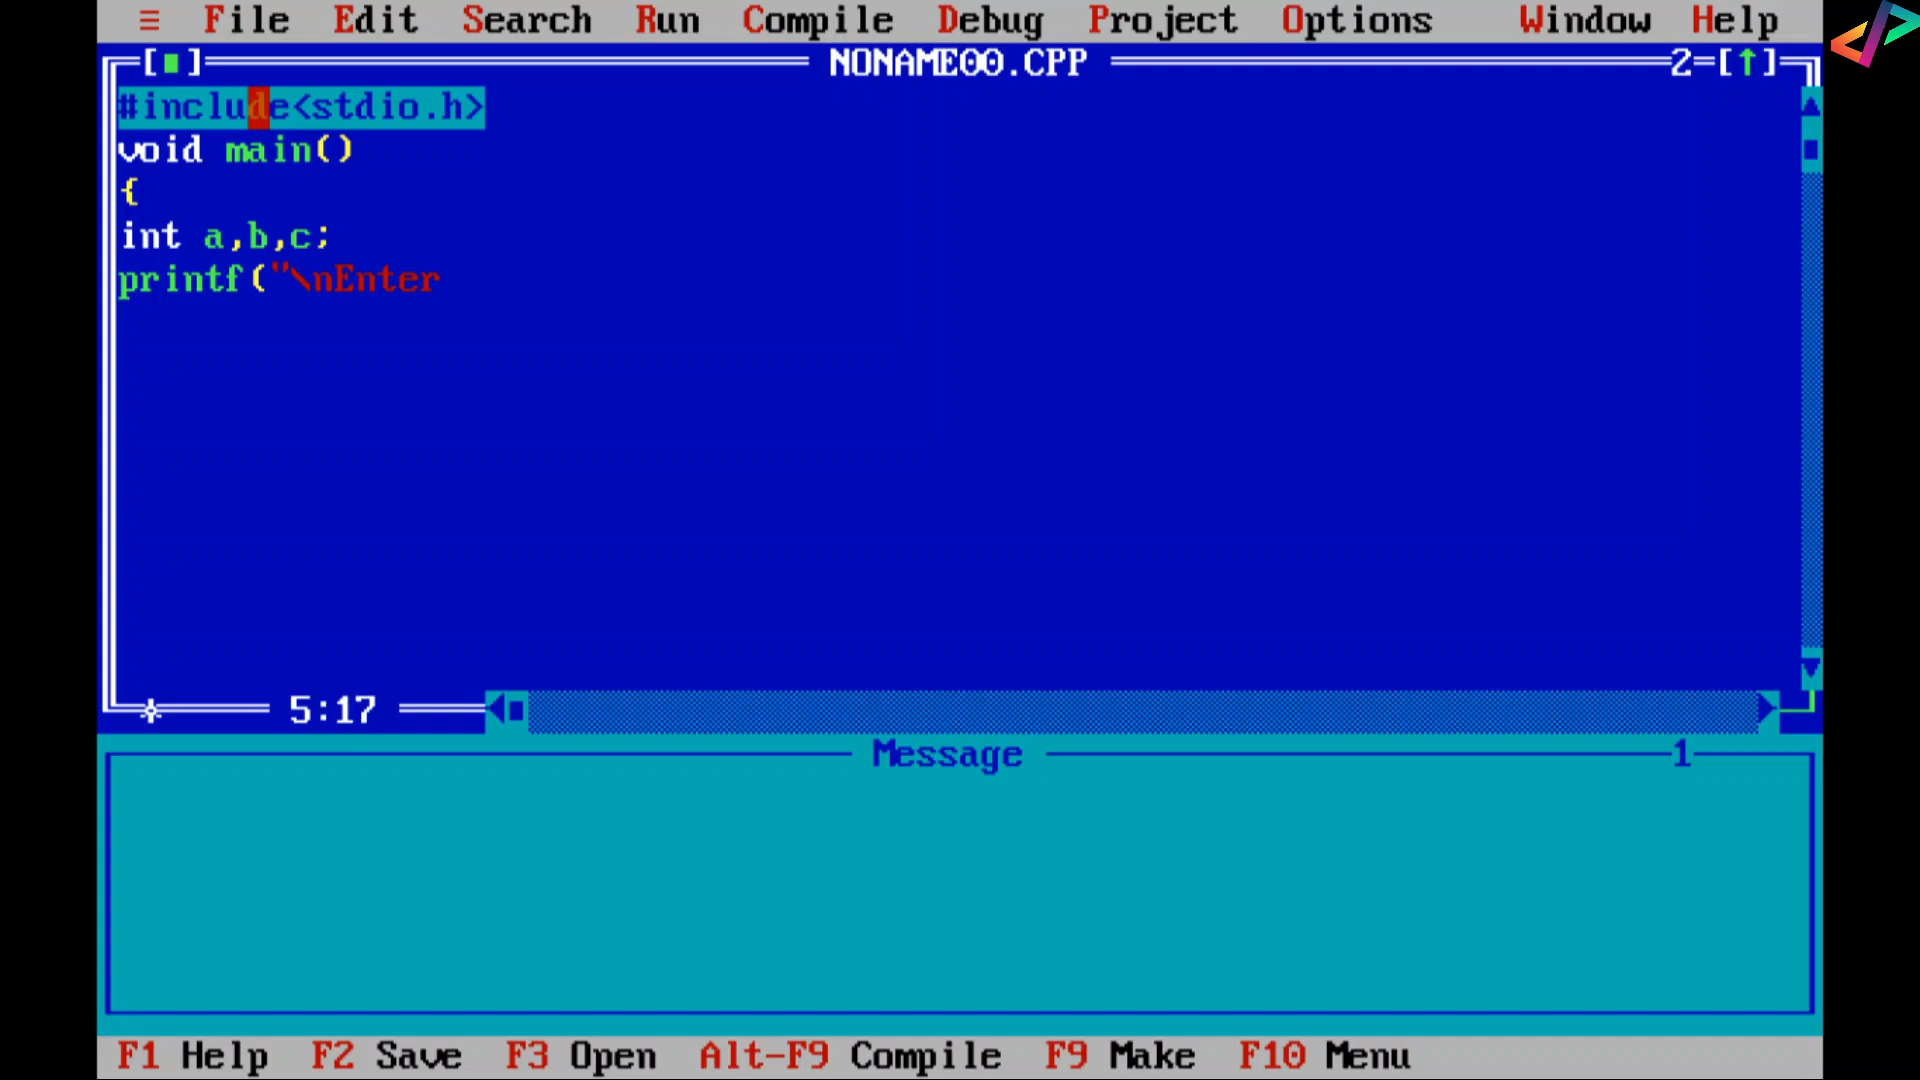 ≡ File Edit Search Run Compile Debug Project Options Window Help
[■] NONAME00.CPP 2=[↑]
#include<stdio.h>
void main()
{
int a,b,c;
printf("\nEnter
5:17
Message 1
F1 Help F2 Save F3 Open Alt-F9 Compile F9 Make F10 Menu